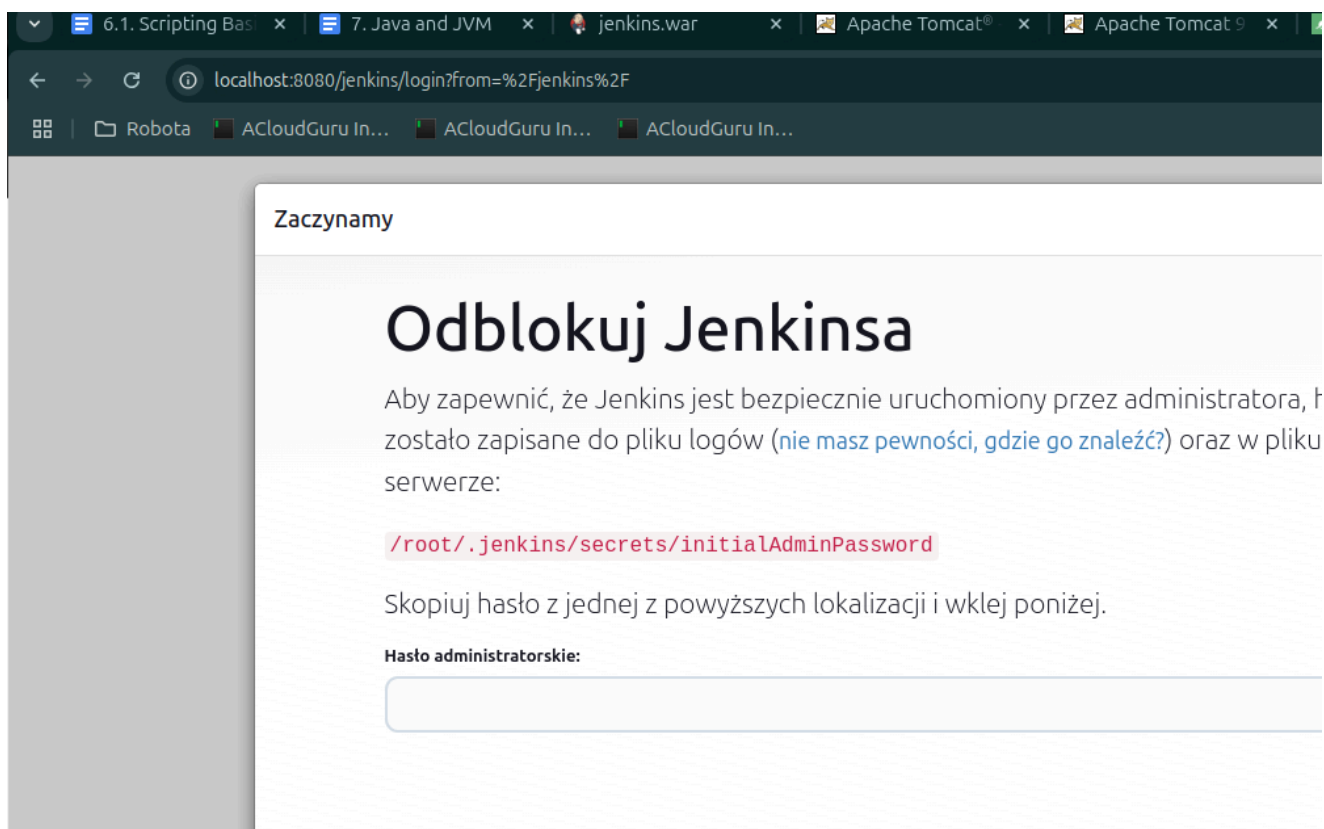 6.1. Scripting Bas
7. Java and JVM
jenkins.war
Apache Tomcat®
Apache Tomcat 9
localhost:8080/jenkins/login?from=%2Fjenkins%2F
Robota
ACloudGuru In...
ACloudGuru In...
ACloudGuru In...
Zaczynamy
Odblokuj Jenkinsa
Aby zapewnić, że Jenkins jest bezpiecznie uruchomiony przez administratora, h
zostało zapisane do pliku logów (nie masz pewności, gdzie go znaleźć?) oraz w pliku
serwerze:
/root/.jenkins/secrets/initialAdminPassword
Skopiuj hasło z jednej z powyższych lokalizacji i wklej poniżej.
Hasło administratorskie: